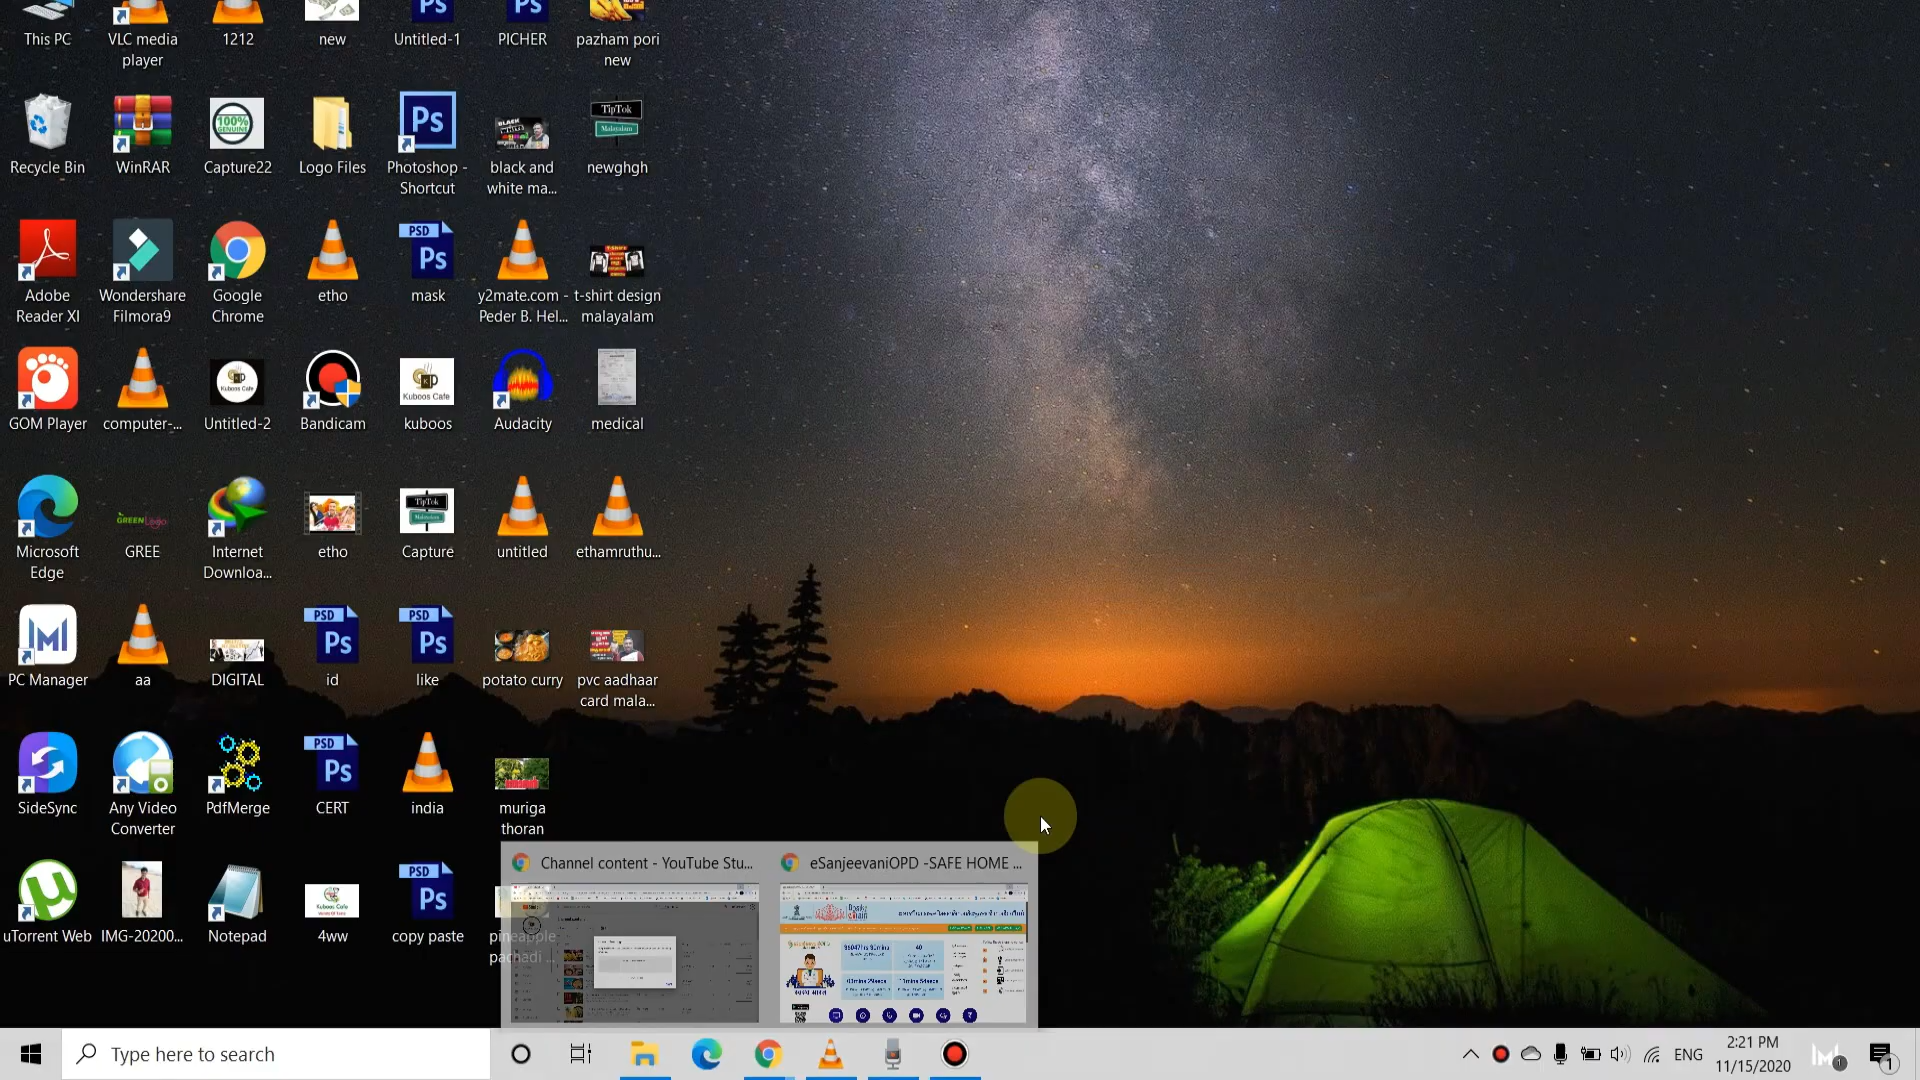 This PC
VLC media
player
1212
new
Untitled-1
PICHER
pazham pori
new
Recycle Bin
WinRAR
Capture22
Logo Files
Photoshop -
Shortcut
black and
white ma...
newghgh
Adobe
Reader XI
Wondershare
Filmora9
Google
Chrome
etho
mask
y2mate.com -
Peder B. Hel...
t-shirt design
malayalam
GOM Player
computer-...
Untitled-2
Bandicam
kuboos
Audacity
medical
Microsoft
Edge
GREE
Internet
Downloa...
etho
Capture
untitled
ethamruthu...
PC Manager
aa
DIGITAL
id
like
potato curry
pvc aadhaar
card mala...
SideSync
Any Video
Converter
PdfMerge
CERT
india
muriga
thoran
uTorrent Web
IMG-20200...
Notepad
4ww
copy paste
pineapple
pachadi ...
Channel content - YouTube Stu...
eSanjeevaniOPD -SAFE HOME ...
Type here to search
ENG
2:21 PM
11/15/2020